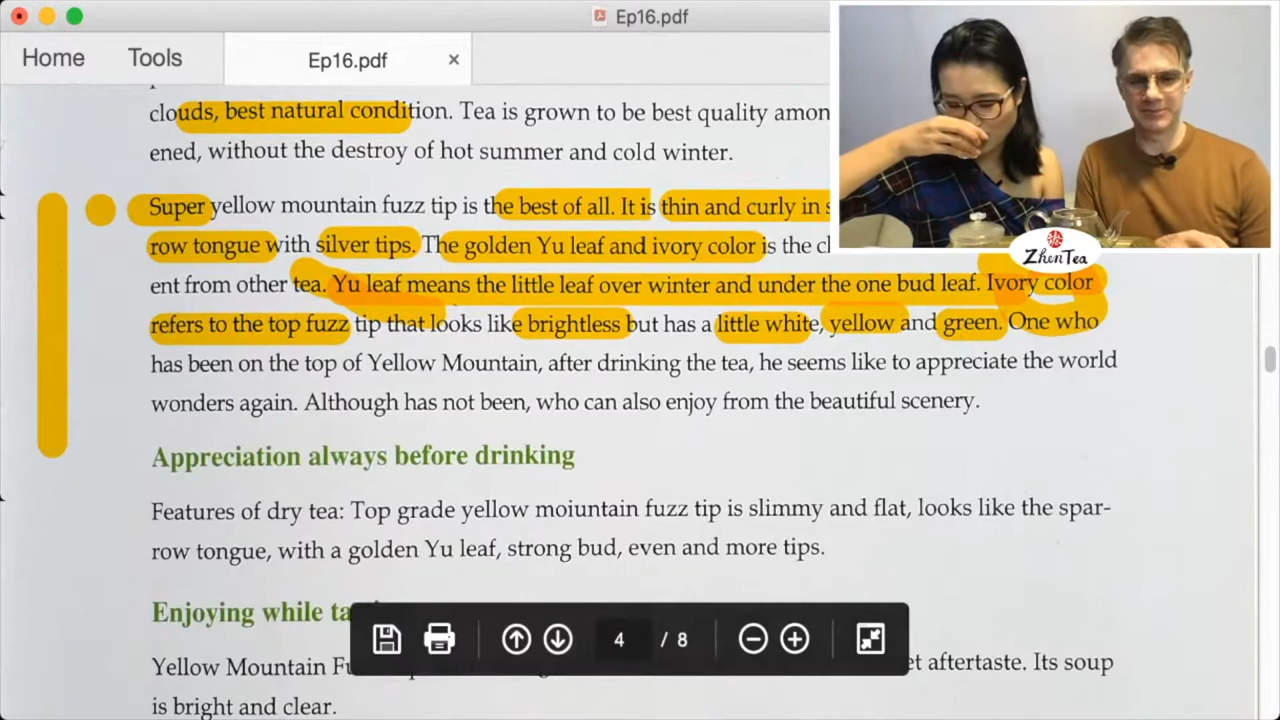 Ep16.pdf
Home
Tools
Ep16.pdf
×
clouds, best natural condition. Tea is grown to be best quality amon
ened, without the destroy of hot summer and cold winter.
Super yellow mountain fuzz tip is the best of all. It is thin and curly in
row tongue with silver tips. The golden Yu leaf and ivory color is the
ZhenTea
ent from other tea. Yu leaf means the little leaf over winter and under the one bud leaf. Ivory color
refers to the top fuzz tip that looks like brightless but has a little white, yellow and green. One who
has been on the top of Yellow Mountain, after drinking the tea, he seems like to appreciate the world
wonders again. Although has not been, who can also enjoy from the beautiful scenery.
Appreciation always before drinking
Features of dry tea: Top grade yellow moiuntain fuzz tip is slimmy and flat, looks like the spar-
row tongue, with a golden Yu leaf, strong bud, even and more tips.
Enjoying while
4 / 8
Yellow Mountain aftertaste. Its soup
is bright and clear.